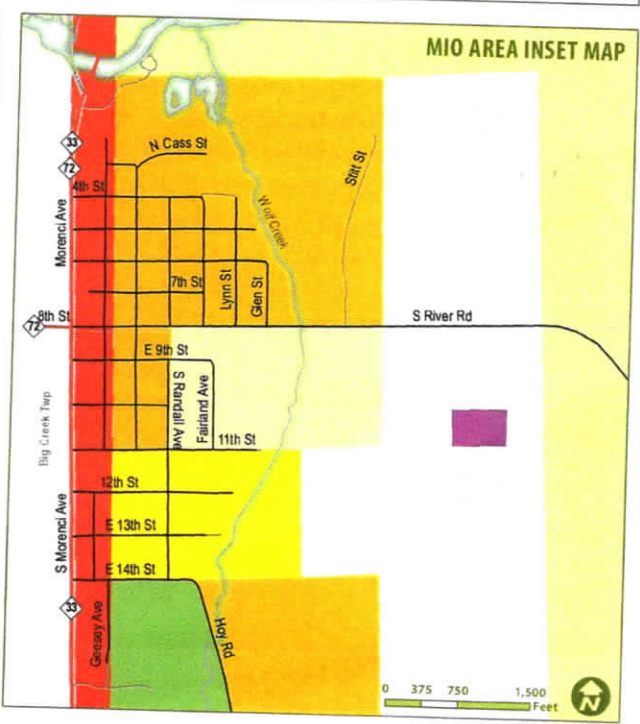 MIO AREA INSET MAP
33
72
N Cass St
4th St
Stitt St
Morenci Ave
Wolf Creek
7th St
Lynn St
Glen St
8th St
72
S River Rd
E 9th St
S Randall Ave
Fairland Ave
Big Creek Twp
11th St
12th St
S Morenci Ave
E 13th St
E 14th St
33
Geesey Ave
Hoy Rd
0 375 750 1,500
Feet
N